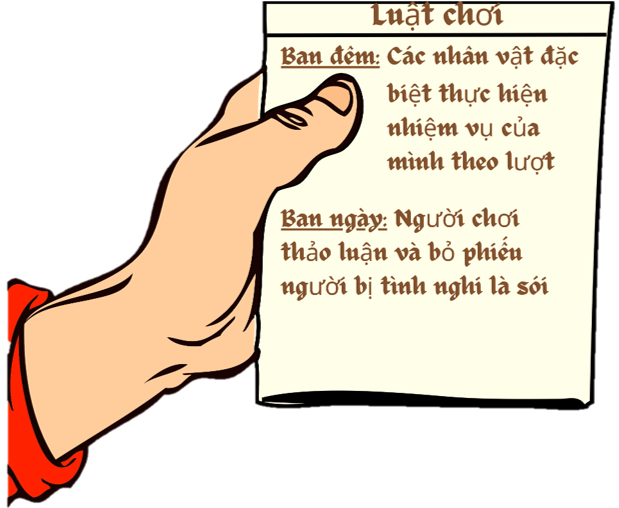 Luật chơi
Ban đêm: Các nhân vật đặc
biệt thực hiện
nhiệm vụ của
mình theo lượt
Ban ngày: Người chơi
thảo luận và bỏ phiếu
người bị tình nghi là sói